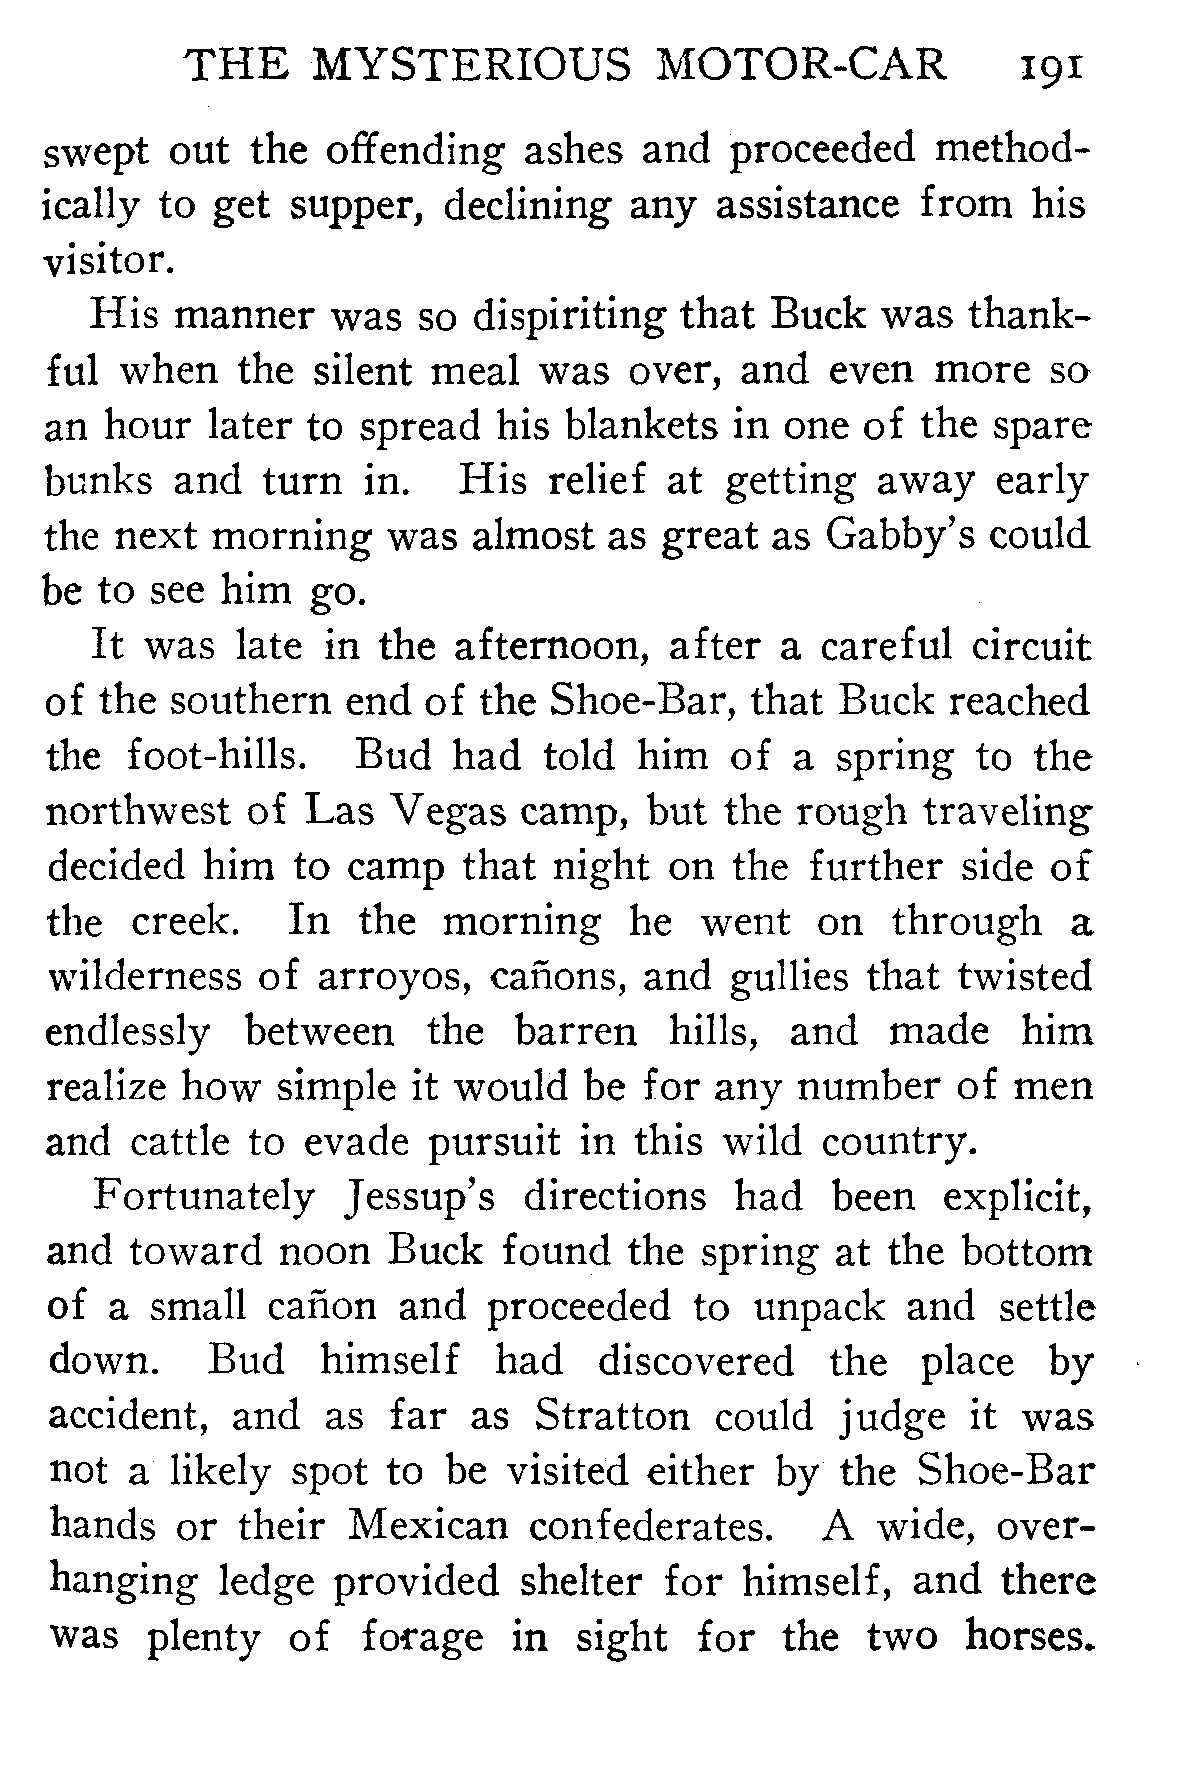 THE MYSTERIOUS MOTOR-CAR 191
swept out the offending ashes and proceeded method-
ically to get supper, declining any assistance from his
visitor.
His manner was so dispiriting that Buck was thank-
ful when the silent meal was over, and even more so
an hour later to spread his blankets in one of the spare
bunks and turn in. His relief at getting away early
the next morning was almost as great as Gabby's could
be to see him go.
It was late in the afternoon, after a careful circuit
of the southern end of the Shoe-Bar, that Buck reached
the foot-hills. Bud had told him of a spring to the
northwest of Las Vegas camp, but the rough traveling
decided him to camp that night on the further side of
the creek. In the morning he went on through a
wilderness of arroyos, cañons, and gullies that twisted
endlessly between the barren hills, and made him
realize how simple it would be for any number of men
and cattle to evade pursuit in this wild country.
Fortunately Jessup's directions had been explicit,
and toward noon Buck found the spring at the bottom
of a small cañon and proceeded to unpack and settle
down. Bud himself had discovered the place by
accident, and as far as Stratton could judge it was
not a likely spot to be visited either by the Shoe-Bar
hands or their Mexican confederates. A wide, over-
hanging ledge provided shelter for himself, and there
was plenty of forage in sight for the two horses.